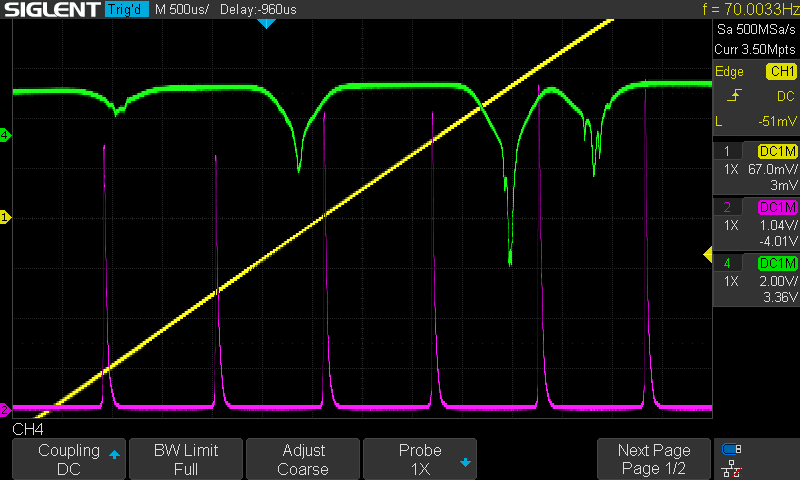 SIGLENT Trig'd M 500us/ Delay:-960us f = 70.0033Hz
Sa 500MSa/s
Curr 3.50Mpts
Edge CH1
DC
L -51mV
1 DC1M
1X 67.0mV/
3mV
2 DC1M
1X 1.04V/
-4.01V
4 DC1M
1X 2.00V/
3.36V
4
1
2
CH4
Coupling
DC
BW Limit
Full
Adjust
Coarse
Probe
1X
Next Page
Page 1/2